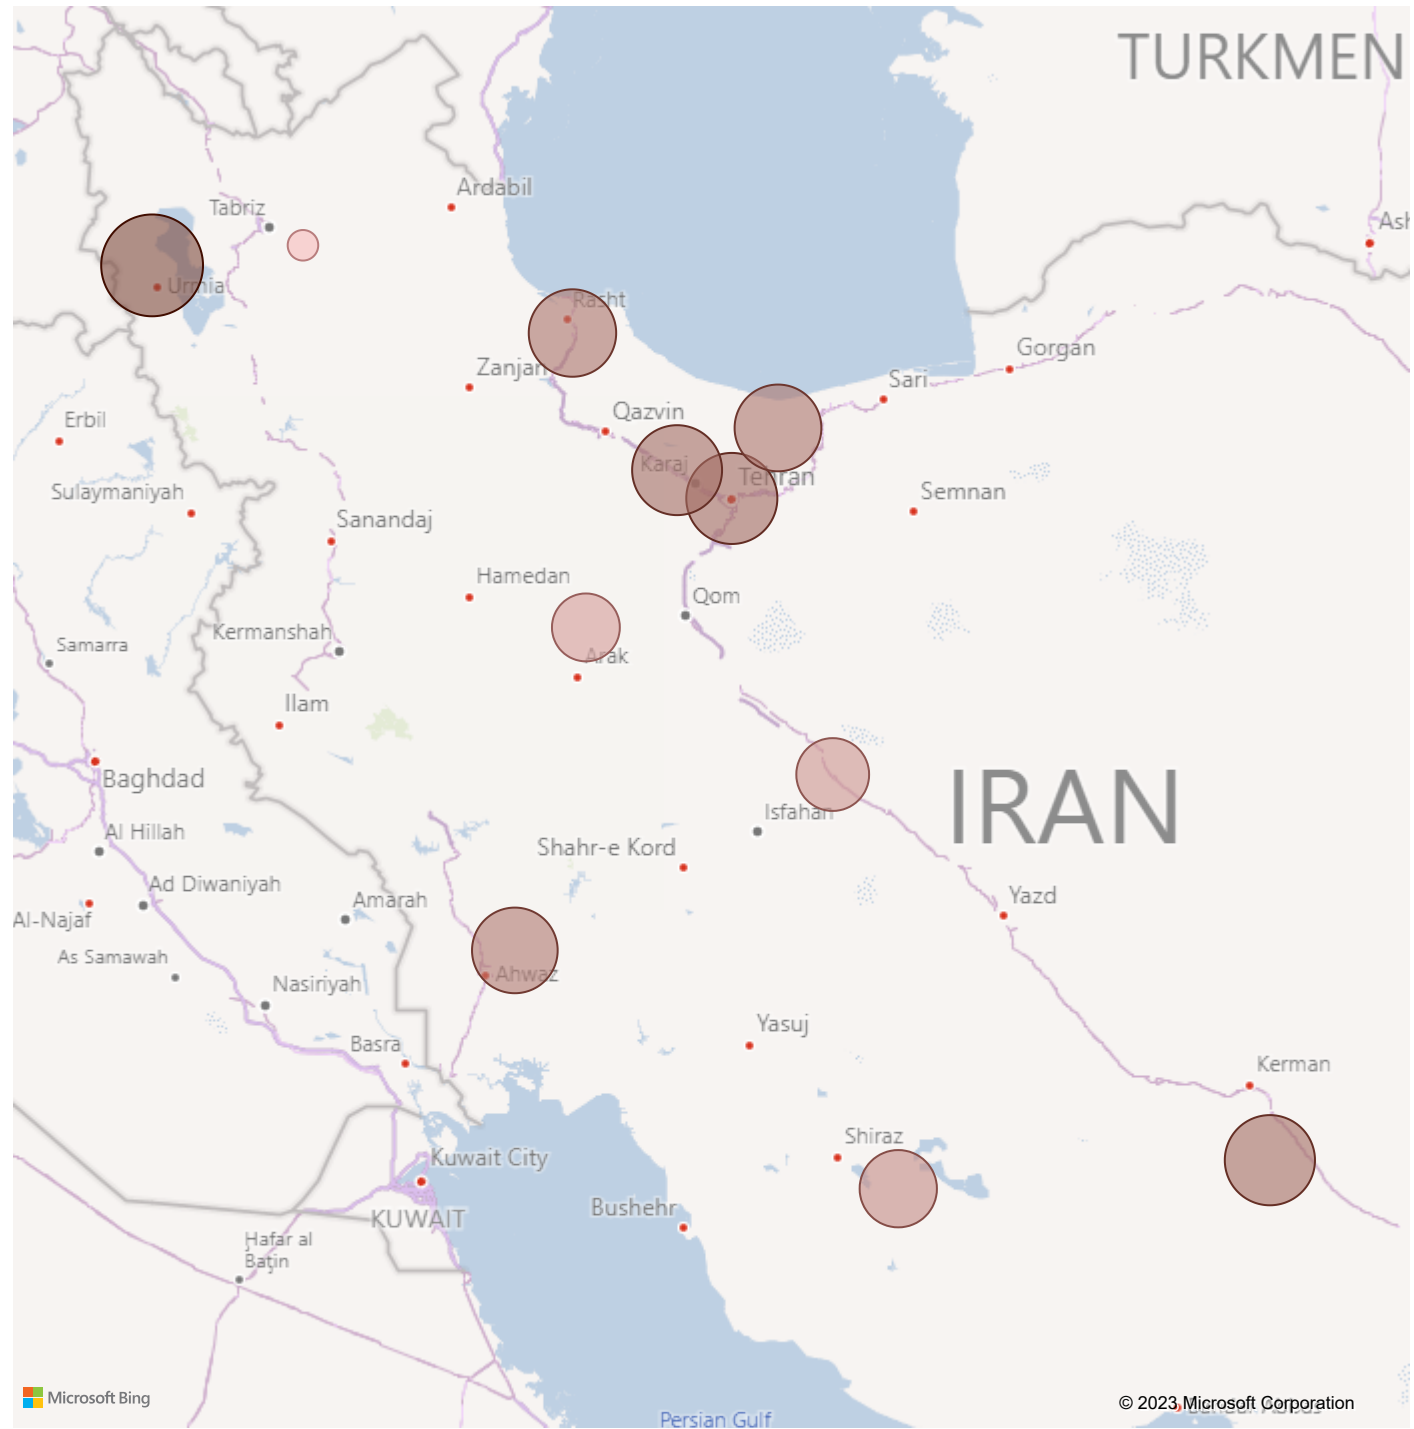 TURKMEN
Ardabil
Tabriz
Ash
Urmia
Rasht
Gorgan
Zanjan
Sari
Qazvin
Erbil
Karaj
Tehran
Sulaymaniyah
Semnan
Sanandaj
Hamedan
Qom
Kermanshah
Samarra
Arak
Ilam
IRAN
Baghdad
Isfahan
Al Hillah
Shahr-e Kord
Ad Diwaniyah
Yazd
Amarah
Al-Najaf
As Samawah
Ahwaz
Nasiriyah
Yasuj
Basra
Kerman
Shiraz
Kuwait City
Bushehr
KUWAIT
Ḥafar al
Baṭin
Microsoft Bing
© 2023 Microsoft Corporation
Persian Gulf